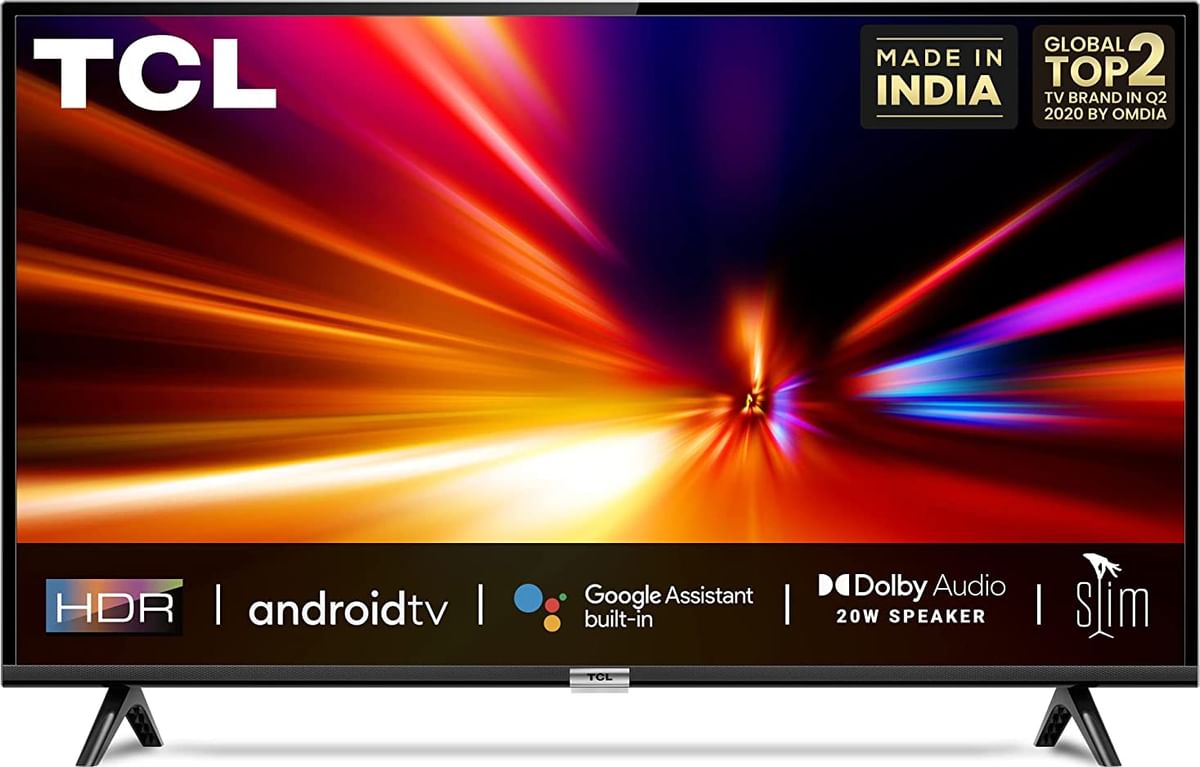 TCL
MADE IN
INDIA
GLOBAL
TOP 2
TV BRAND IN Q2
2020 BY OMDIA
HDR
androidtv
Google Assistant
built-in
Dolby Audio
20W SPEAKER
Slim
TCL